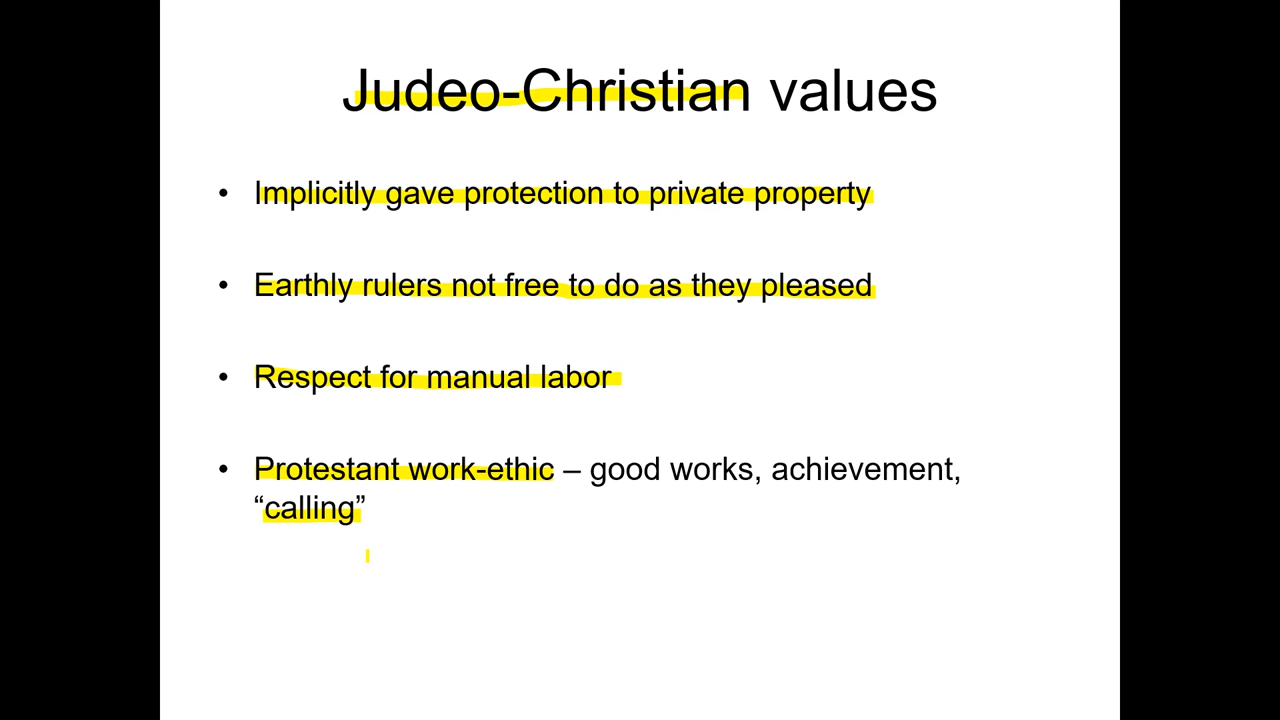 Judeo-Christian values
• Implicitly gave protection to private property
• Earthly rulers not free to do as they pleased
• Respect for manual labor
• Protestant work-ethic – good works, achievement,
“calling”